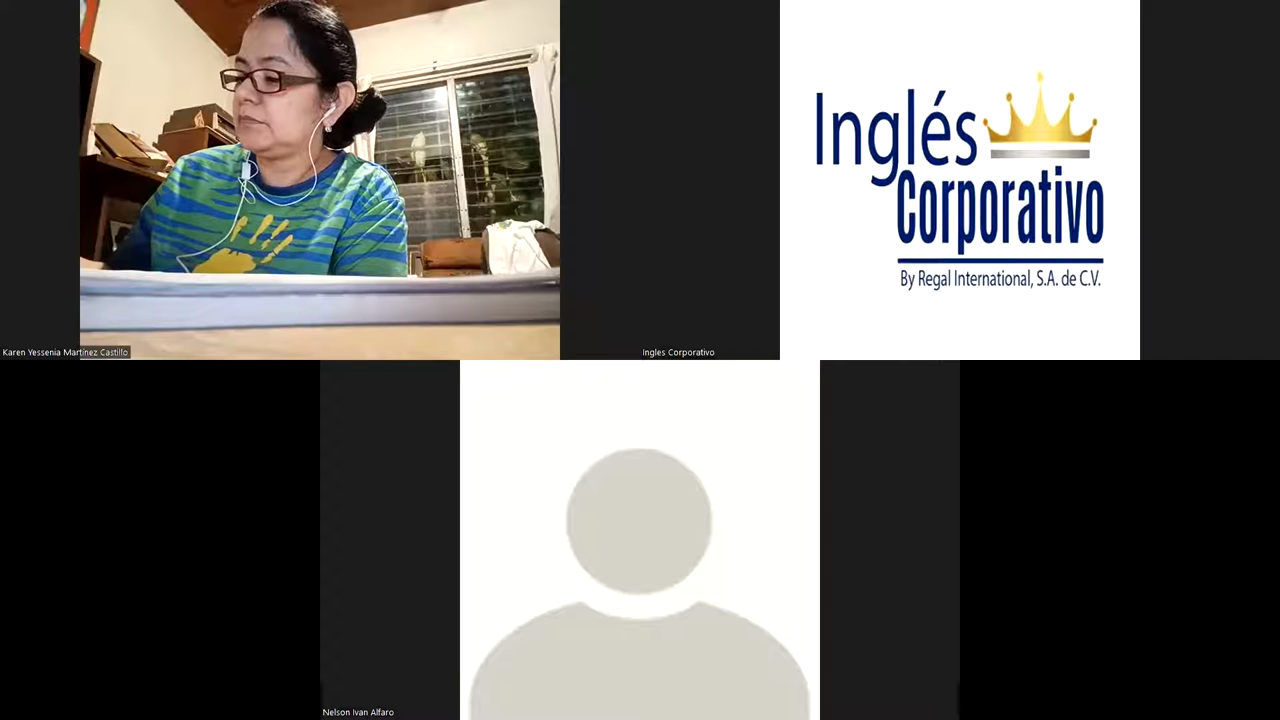 Inglés
Corporativo
By Regal International, S.A. de C.V.
Karen Yessenia Martinez Castillo
Ingles Corporativo
Nelson Ivan Alfaro